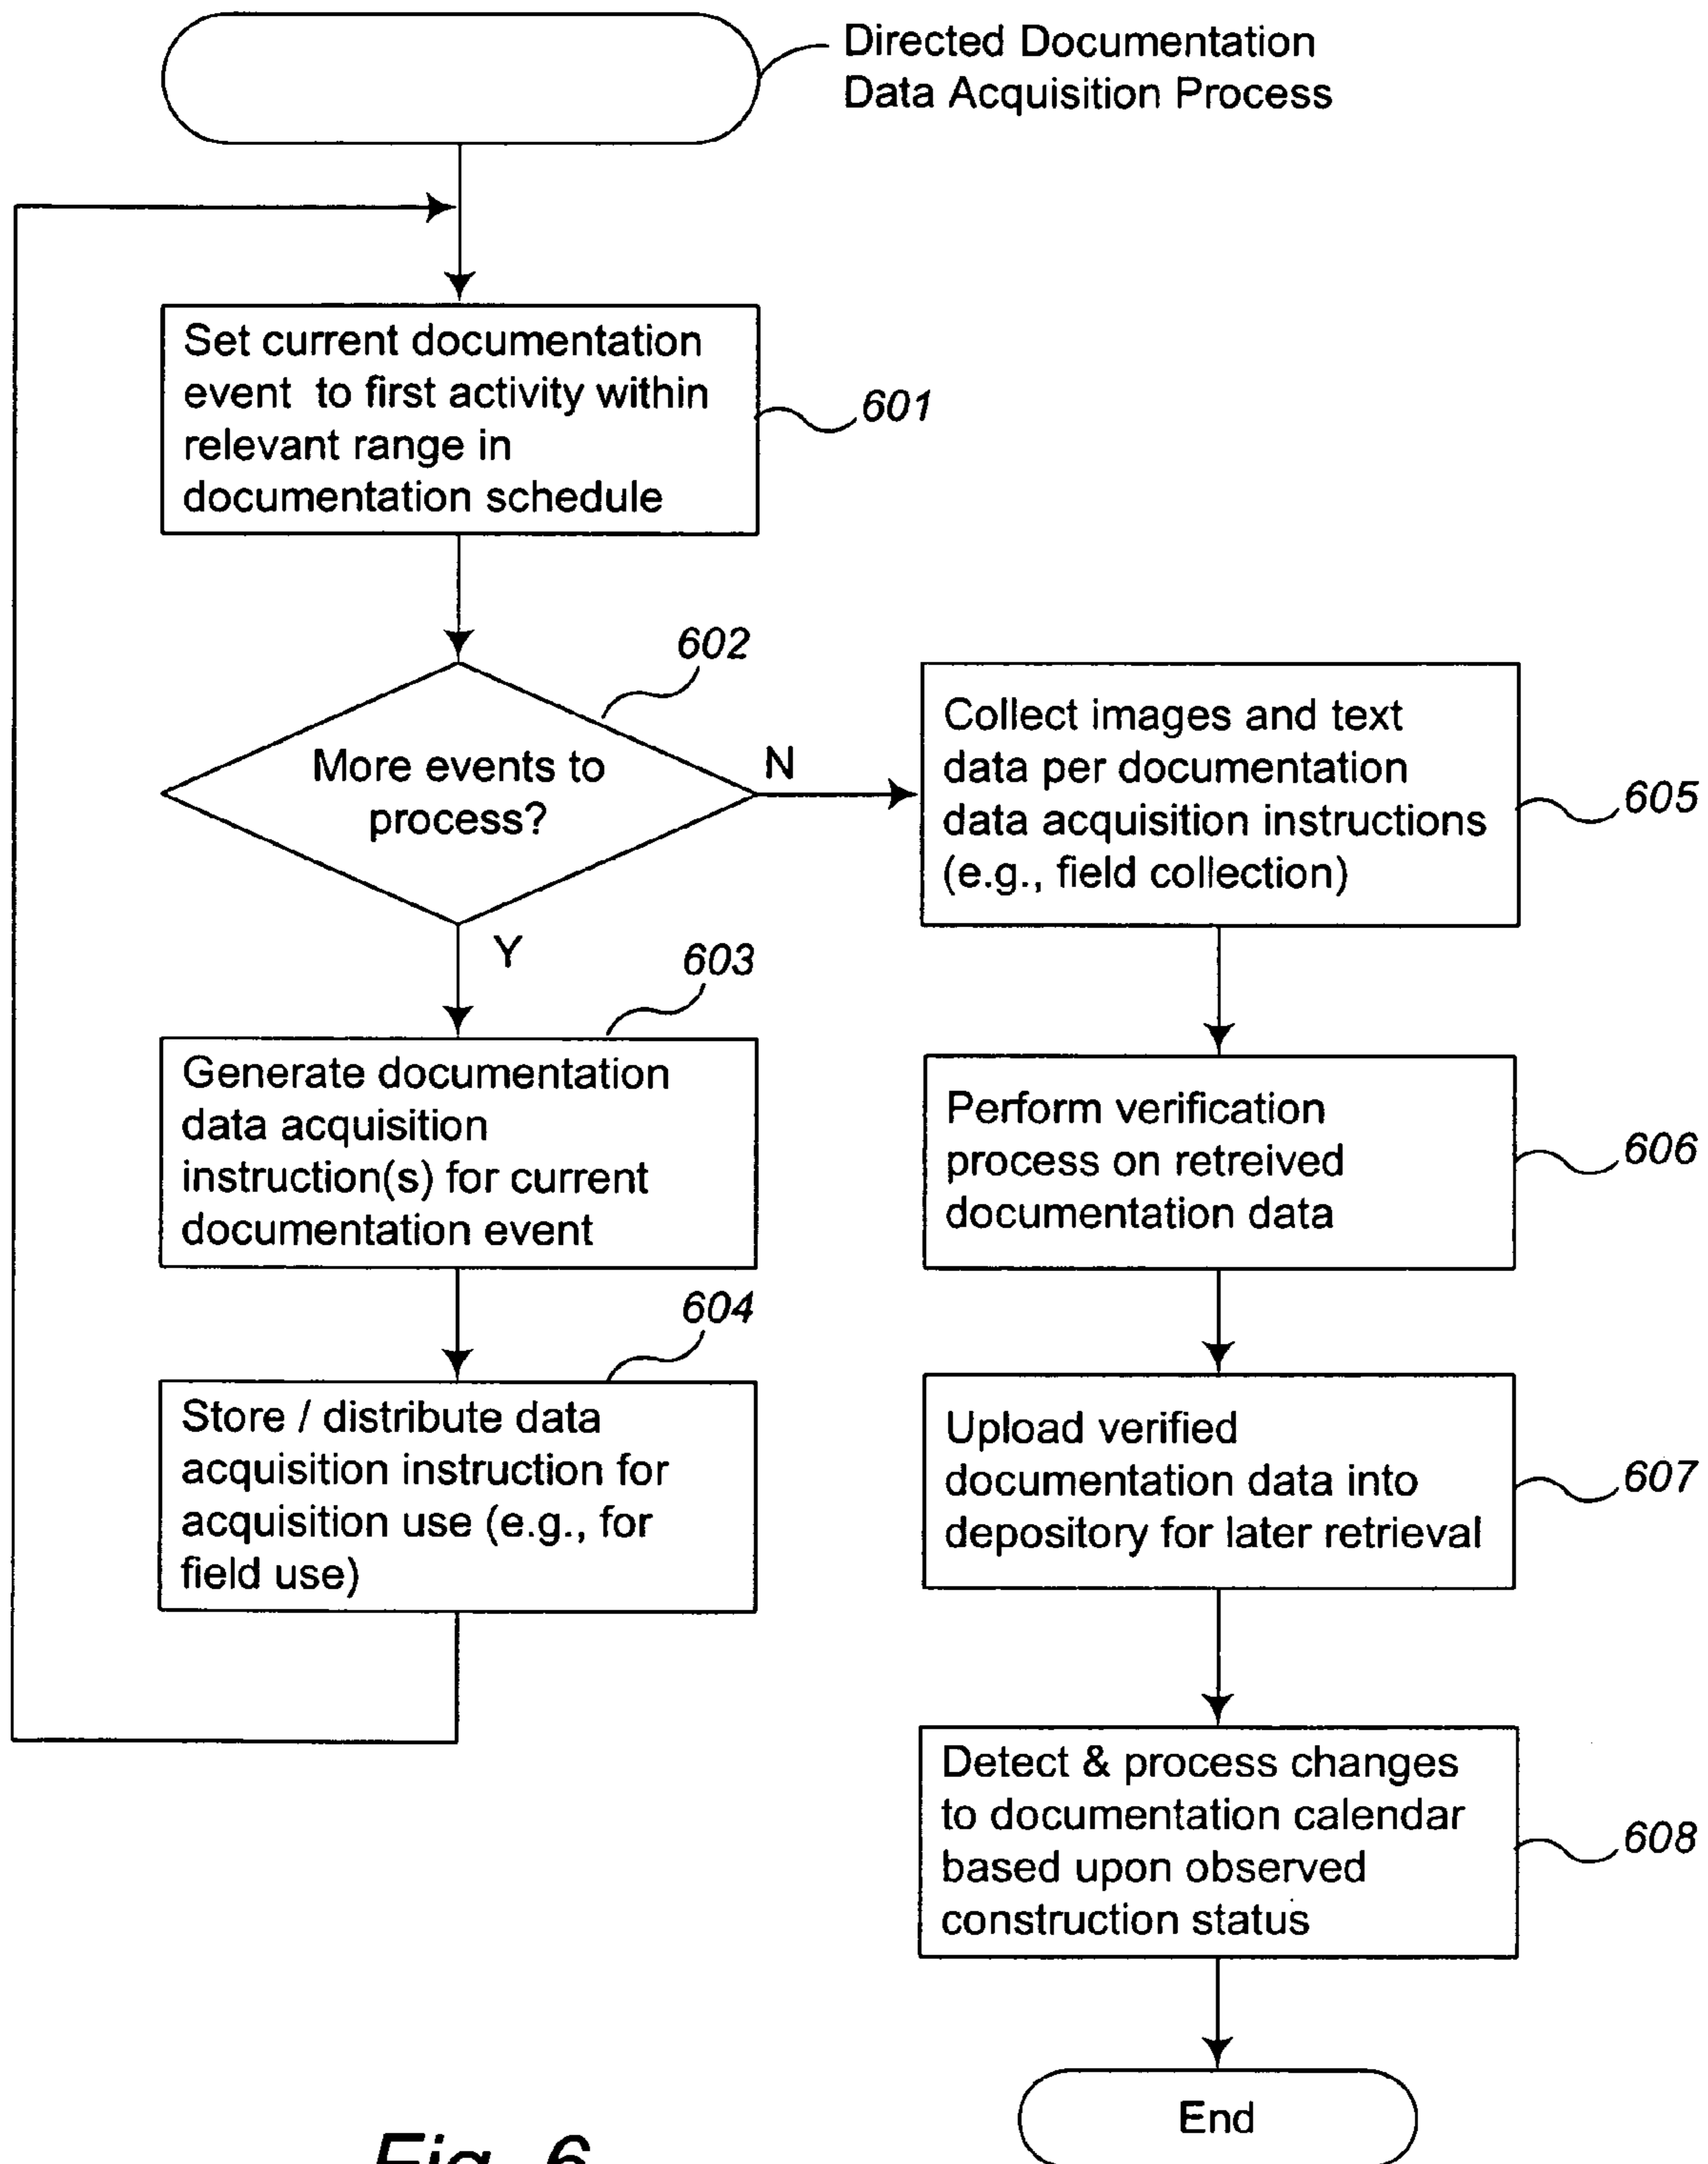 Directed Documentation
Data Acquisition Process
Set current documentation
event to first activity within
relevant range in
documentation schedule
601
602
More events to
process?
N
Y
603
Generate documentation
data acquisition
instruction(s) for current
documentation event
604
Store / distribute data
acquisition instruction for
acquisition use (e.g., for
field use)
Collect images and text
data per documentation
data acquisition instructions
(e.g., field collection)
605
Perform verification
process on retreived
documentation data
606
Upload verified
documentation data into
depository for later retrieval
607
Detect & process changes
to documentation calendar
based upon observed
construction status
608
End
Fig. 6